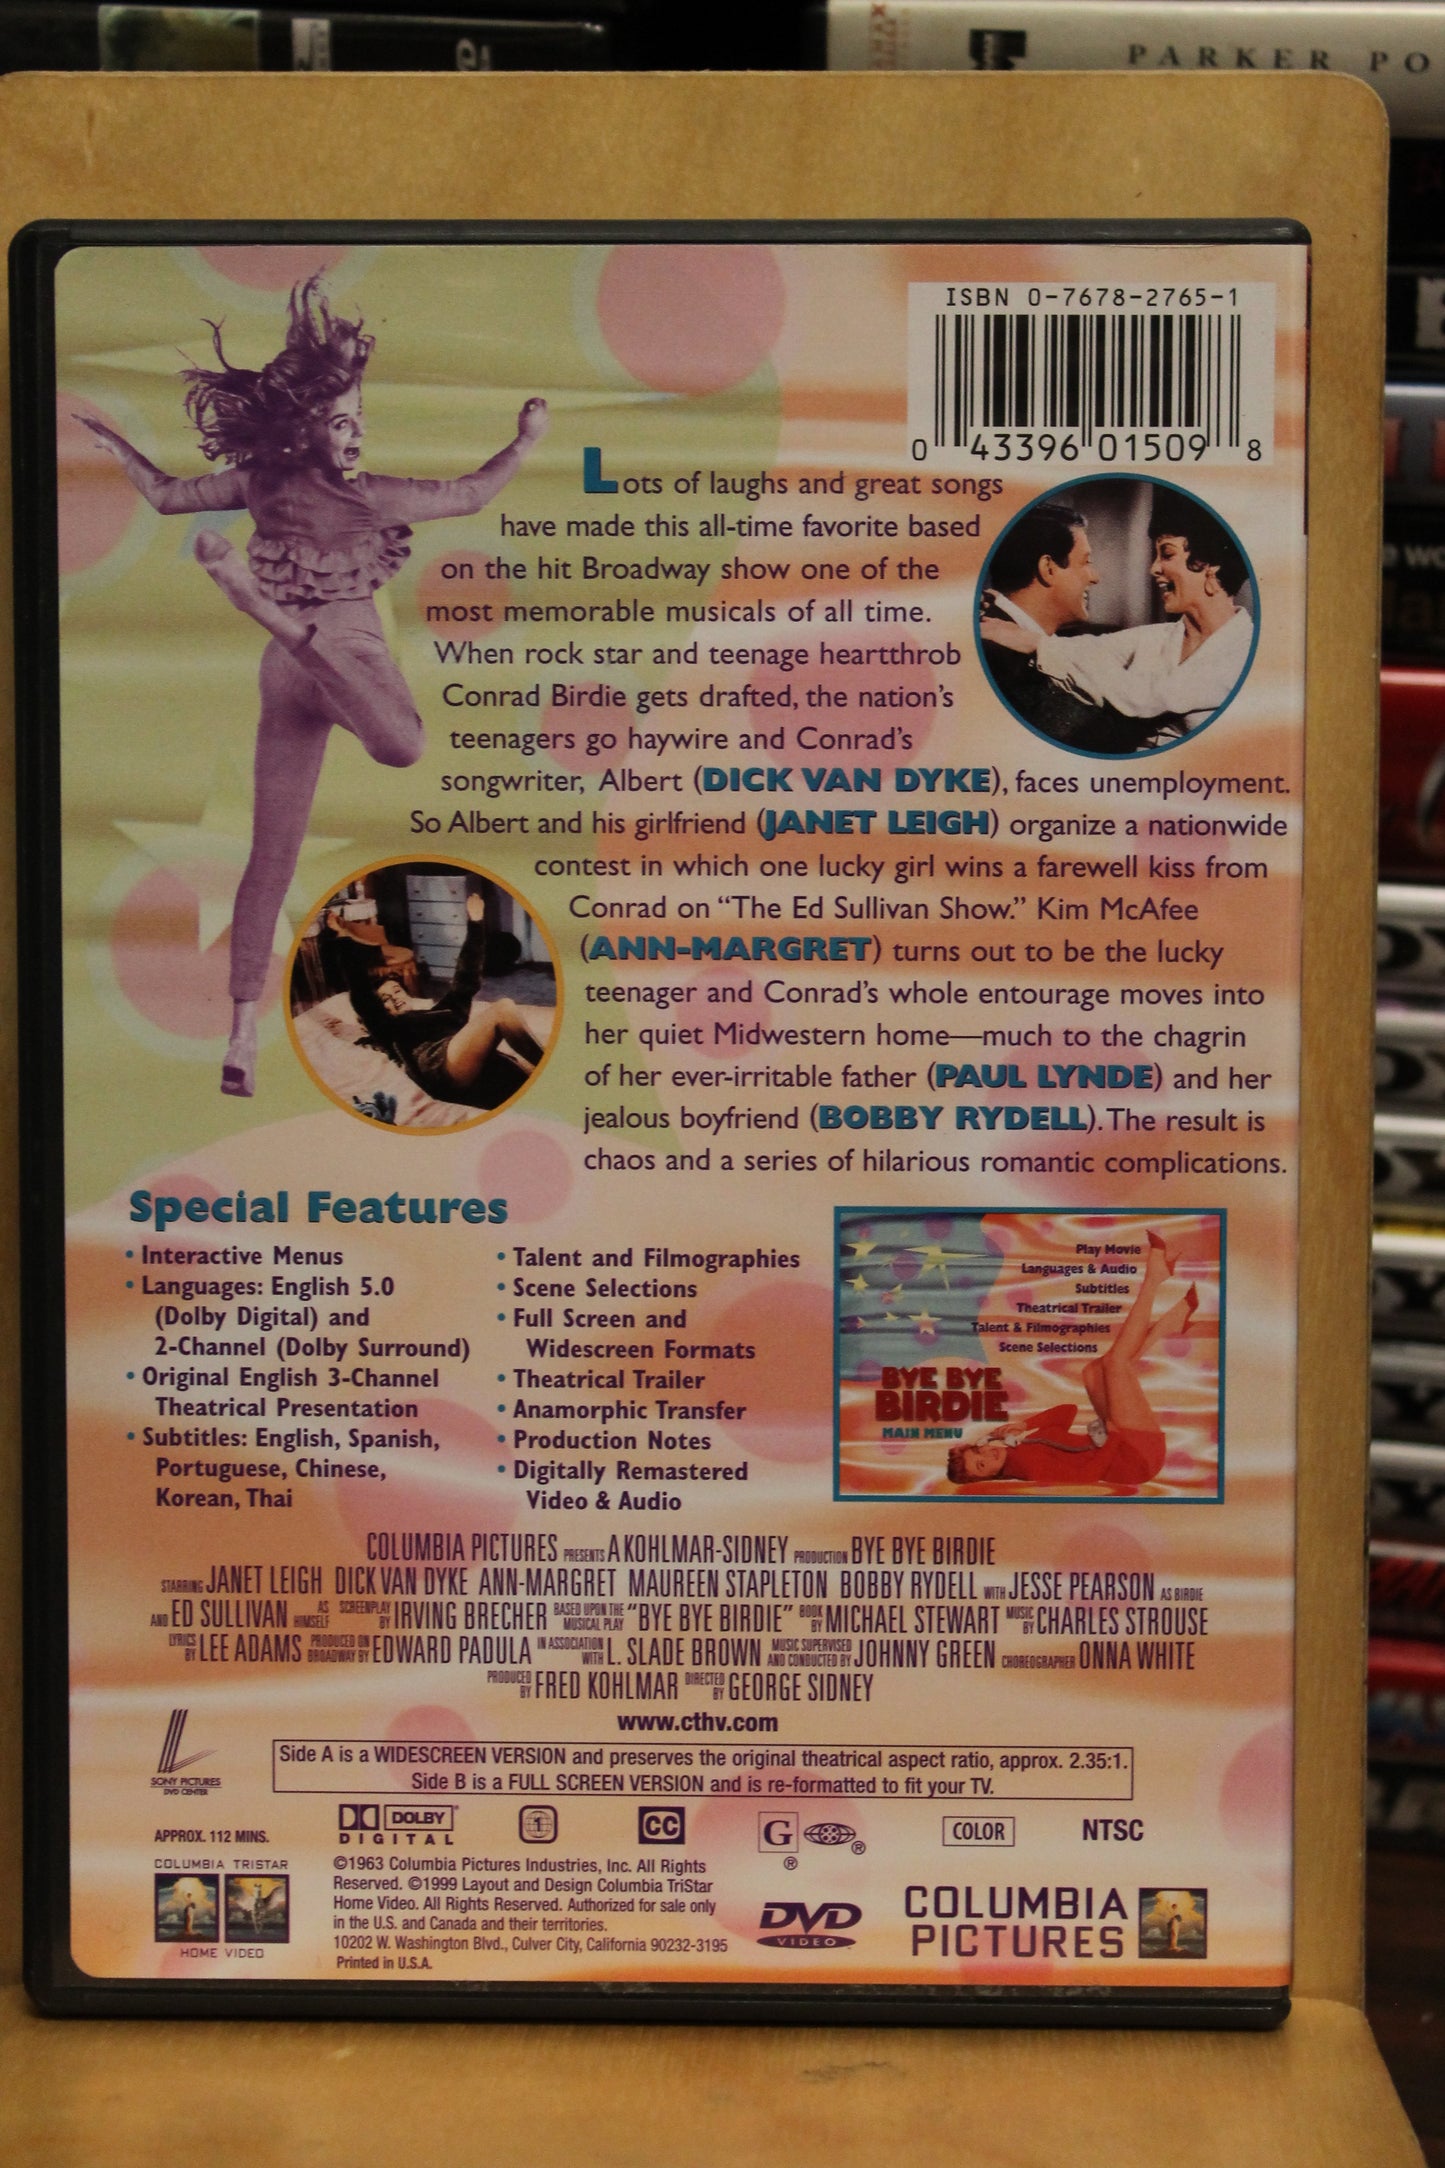 PARKER PO
ISBN 0-7678-2765-1
0 43396 01509 8
Lots of laughs and great songs
have made this all-time favorite based
on the hit Broadway show one of the
most memorable musicals of all time.
When rock star and teenage heartthrob
Conrad Birdie gets drafted, the nation's
teenagers go haywire and Conrad's
songwriter, Albert (DICK VAN DYKE), faces unemployment.
So Albert and his girlfriend (JANET LEIGH) organize a nationwide
contest in which one lucky girl wins a farewell kiss from
Conrad on "The Ed Sullivan Show." Kim McAfee
(ANN-MARGRET) turns out to be the lucky
teenager and Conrad's whole entourage moves into
her quiet Midwestern home—much to the chagrin
of her ever-irritable father (PAUL LYNDE) and her
jealous boyfriend (BOBBY RYDELL). The result is
chaos and a series of hilarious romantic complications.
Special Features
• Interactive Menus
• Languages: English 5.0
(Dolby Digital) and
2-Channel (Dolby Surround)
• Original English 3-Channel
Theatrical Presentation
• Subtitles: English, Spanish,
Portuguese, Chinese,
Korean, Thai
• Talent and Filmographies
• Scene Selections
• Full Screen and
Widescreen Formats
• Theatrical Trailer
• Anamorphic Transfer
• Production Notes
• Digitally Remastered
Video & Audio
Play Movie
Languages & Audio
Subtitles
Theatrical Trailer
Talent & Filmographies
Scene Selections
BYE BYE
BIRDIE
MAIN MENU
COLUMBIA PICTURES PRESENTS A KOHLMAR-SIDNEY PRODUCTION BYE BYE BIRDIE
STARRING JANET LEIGH DICK VAN DYKE ANN-MARGRET MAUREEN STAPLETON BOBBY RYDELL WITH JESSE PEARSON AS BIRDIE
AND ED SULLIVAN AS HIMSELF SCREENPLAY BY IRVING BRECHER BASED UPON THE MUSICAL PLAY "BYE BYE BIRDIE" BOOK BY MICHAEL STEWART MUSIC BY CHARLES STROUSE
LYRICS BY LEE ADAMS PRODUCED ON BROADWAY BY EDWARD PADULA IN ASSOCIATION WITH L. SLADE BROWN MUSIC SUPERVISED AND CONDUCTED BY JOHNNY GREEN CHOREOGRAPHER ONNA WHITE
PRODUCED BY FRED KOHLMAR DIRECTED BY GEORGE SIDNEY
www.cthv.com
SONY PICTURES
DVD CENTER
Side A is a WIDESCREEN VERSION and preserves the original theatrical aspect ratio, approx. 2.35:1.
Side B is a FULL SCREEN VERSION and is re-formatted to fit your TV.
APPROX. 112 MINS.
DOLBY
DIGITAL
1
CC
G ®
®
COLOR
NTSC
COLUMBIA TRISTAR
HOME VIDEO
©1963 Columbia Pictures Industries, Inc. All Rights
Reserved. ©1999 Layout and Design Columbia TriStar
Home Video. All Rights Reserved. Authorized for sale only
in the U.S. and Canada and their territories.
10202 W. Washington Blvd., Culver City, California 90232-3195
Printed in U.S.A.
DVD
VIDEO
COLUMBIA
PICTURES